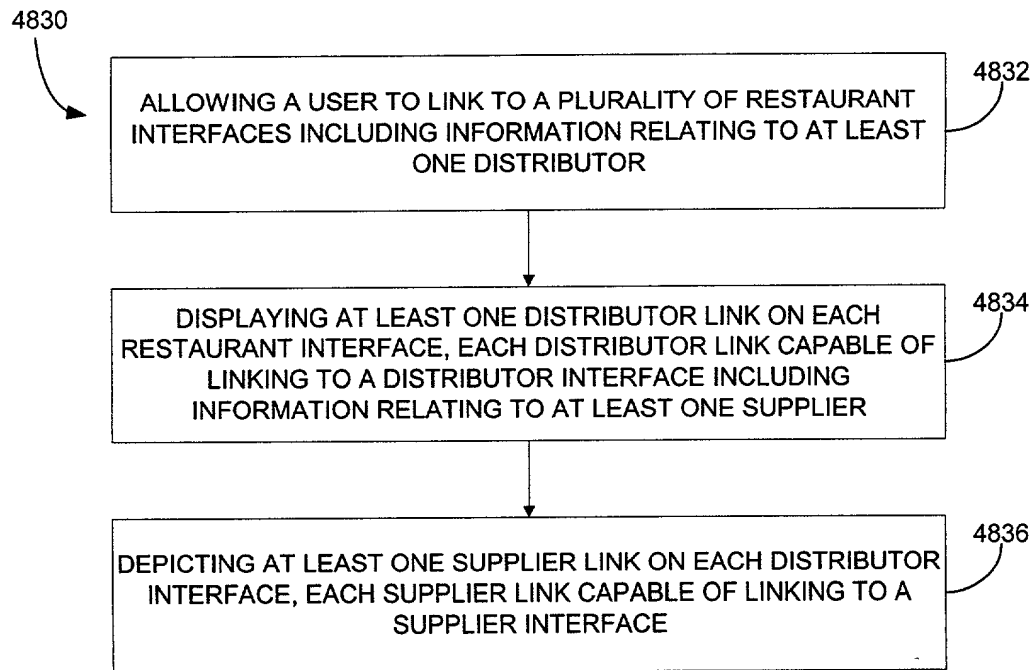 4830
4832
ALLOWING A USER TO LINK TO A PLURALITY OF RESTAURANT
INTERFACES INCLUDING INFORMATION RELATING TO AT LEAST
ONE DISTRIBUTOR
4834
DISPLAYING AT LEAST ONE DISTRIBUTOR LINK ON EACH
RESTAURANT INTERFACE, EACH DISTRIBUTOR LINK CAPABLE OF
LINKING TO A DISTRIBUTOR INTERFACE INCLUDING
INFORMATION RELATING TO AT LEAST ONE SUPPLIER
4836
DEPICTING AT LEAST ONE SUPPLIER LINK ON EACH DISTRIBUTOR
INTERFACE, EACH SUPPLIER LINK CAPABLE OF LINKING TO A
SUPPLIER INTERFACE